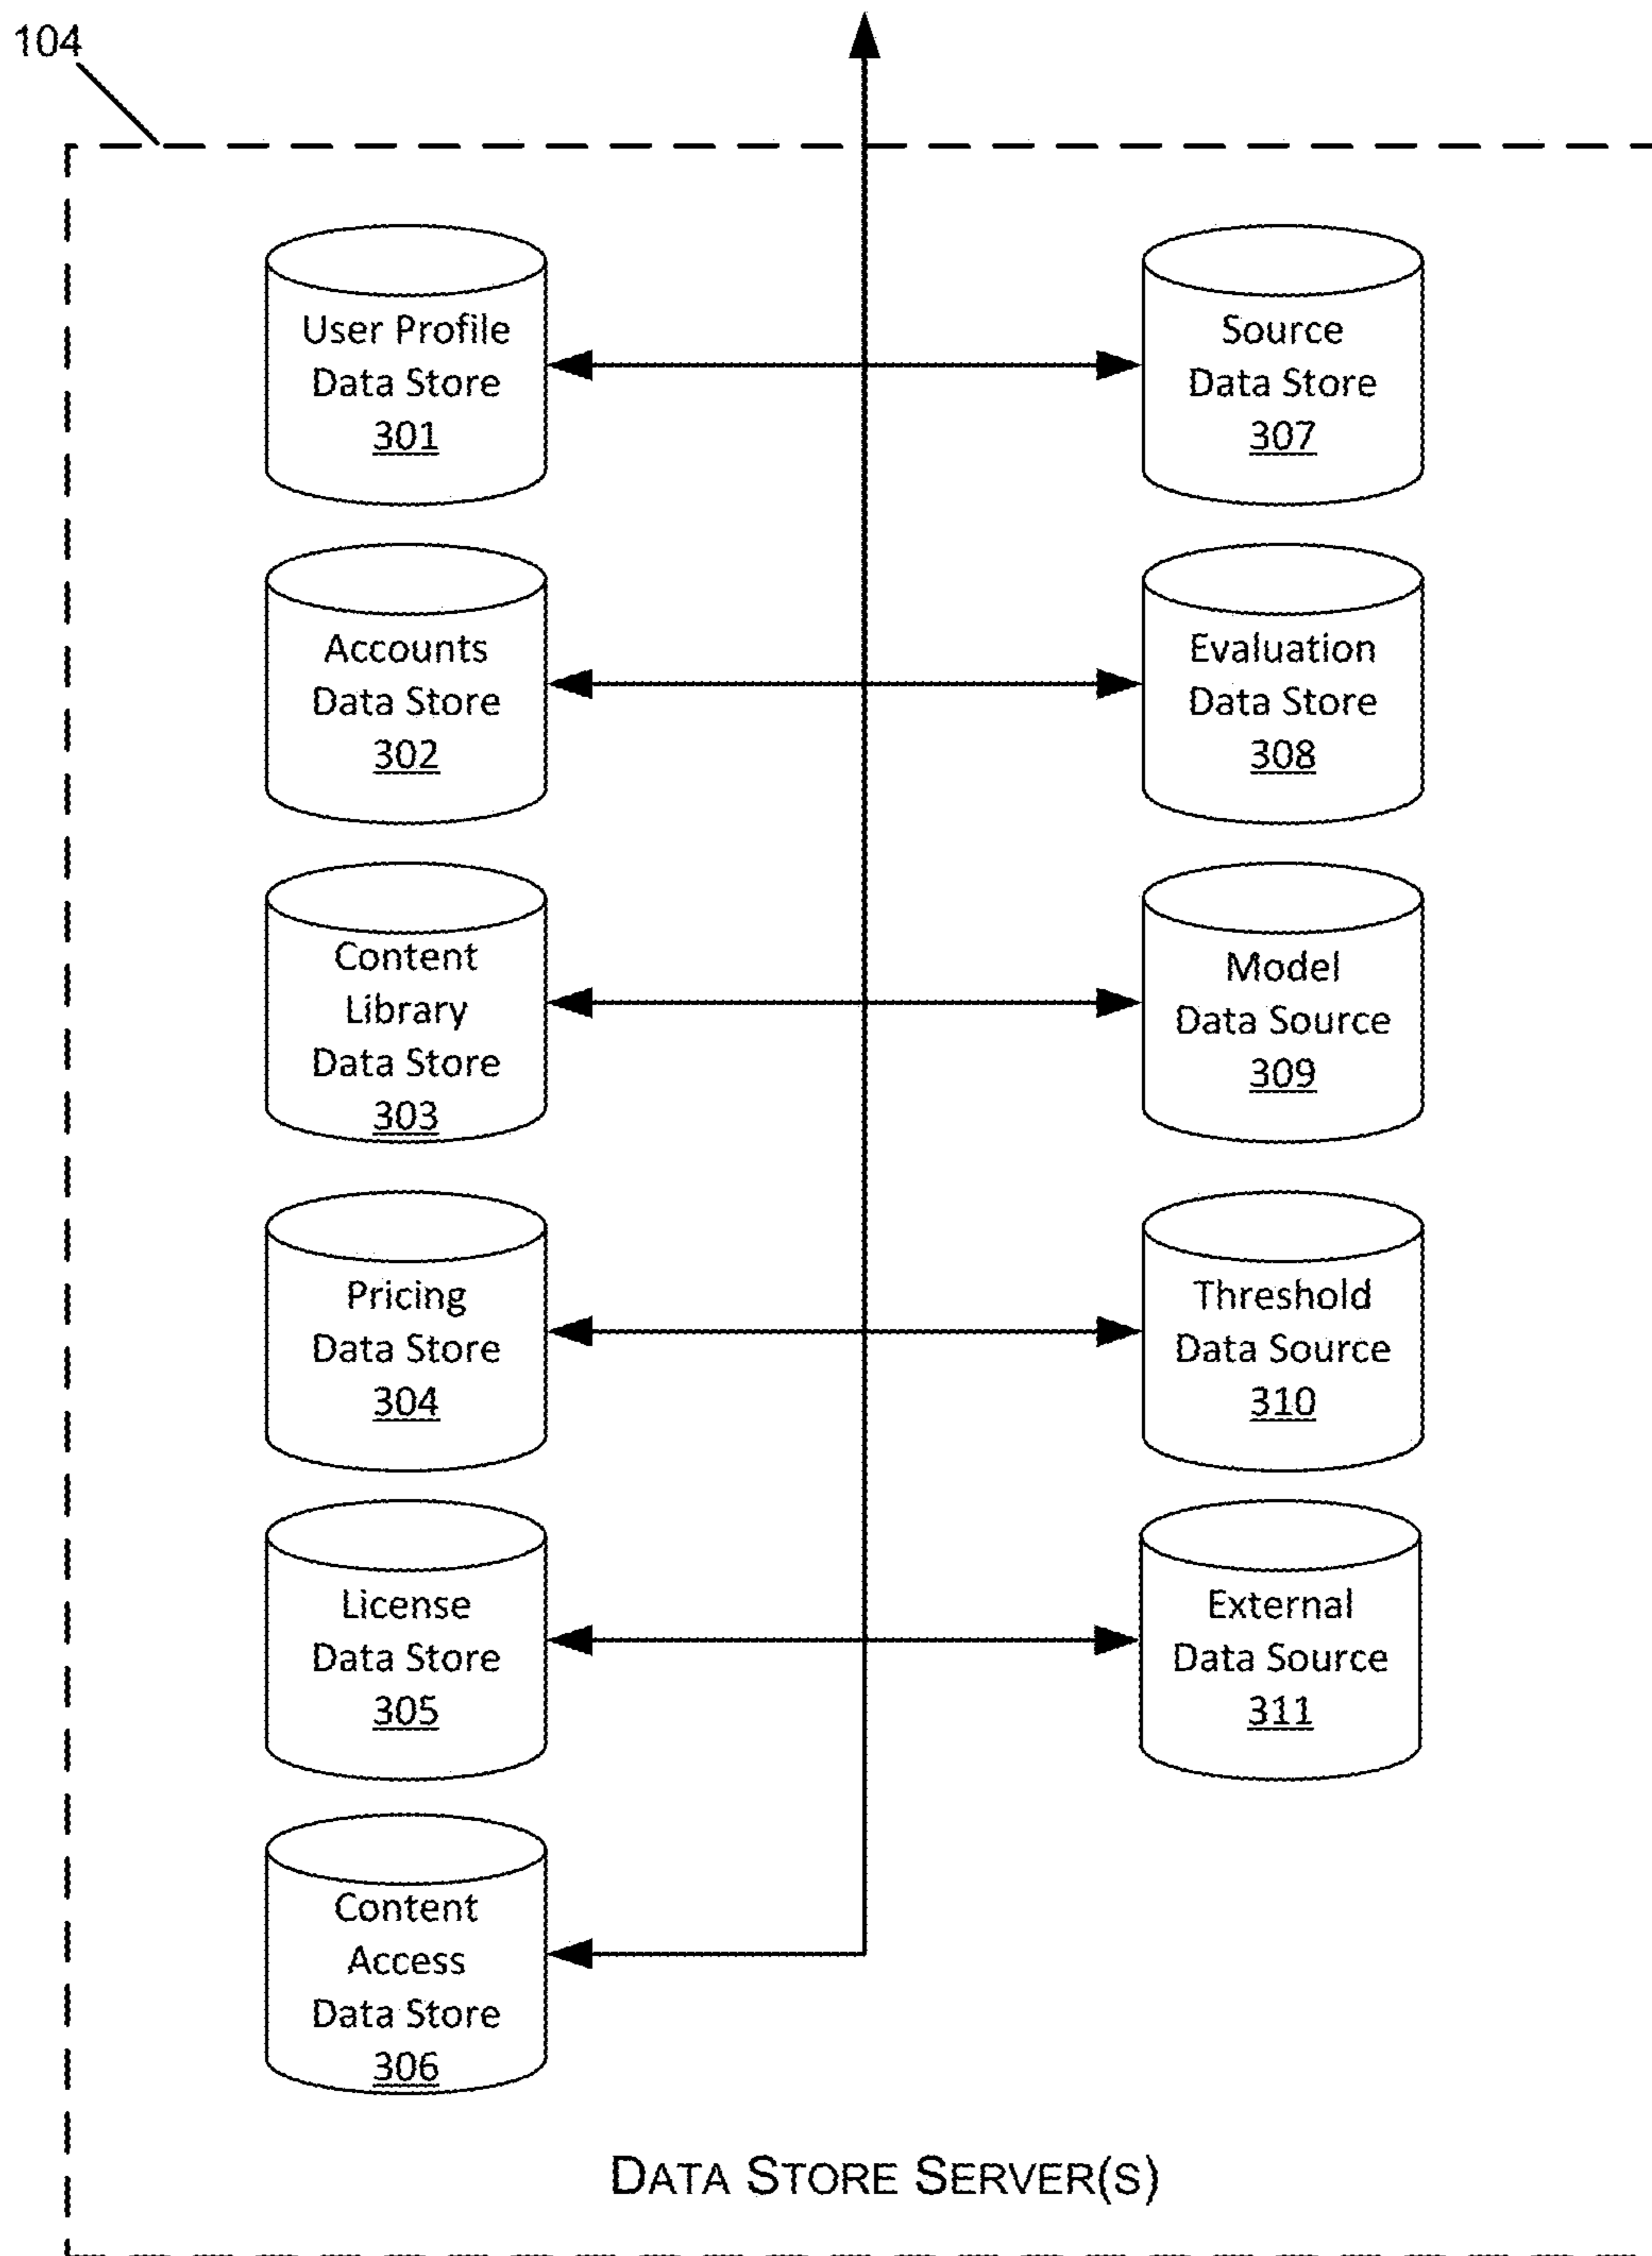 104
User Profile
Data Store
301
Source
Data Store
307
Accounts
Data Store
302
Evaluation
Data Store
308
Content
Library
Data Store
303
Model
Data Source
309
Pricing
Data Store
304
Threshold
Data Source
310
License
Data Store
305
External
Data Source
311
Content
Access
Data Store
306
DATA STORE SERVER(S)